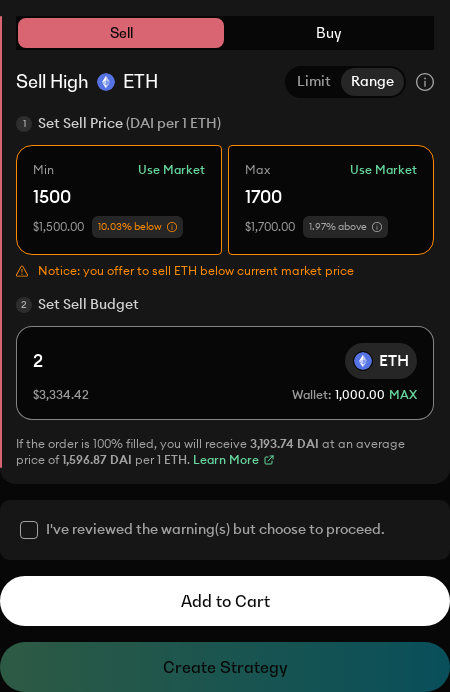 Sell Buy
Sell High ETH Limit Range
1 Set Sell Price (DAI per 1 ETH)
Min Use Market Max Use Market
1500 1700
$1,500.00 10.03% below $1,700.00 1.97% above
Notice: you offer to sell ETH below current market price
2 Set Sell Budget
2 ETH
$3,334.42 Wallet: 1,000.00 MAX
If the order is 100% filled, you will receive 3,193.74 DAI at an average
price of 1,596.87 DAI per 1 ETH. Learn More
I've reviewed the warning(s) but choose to proceed.
Add to Cart
Create Strategy